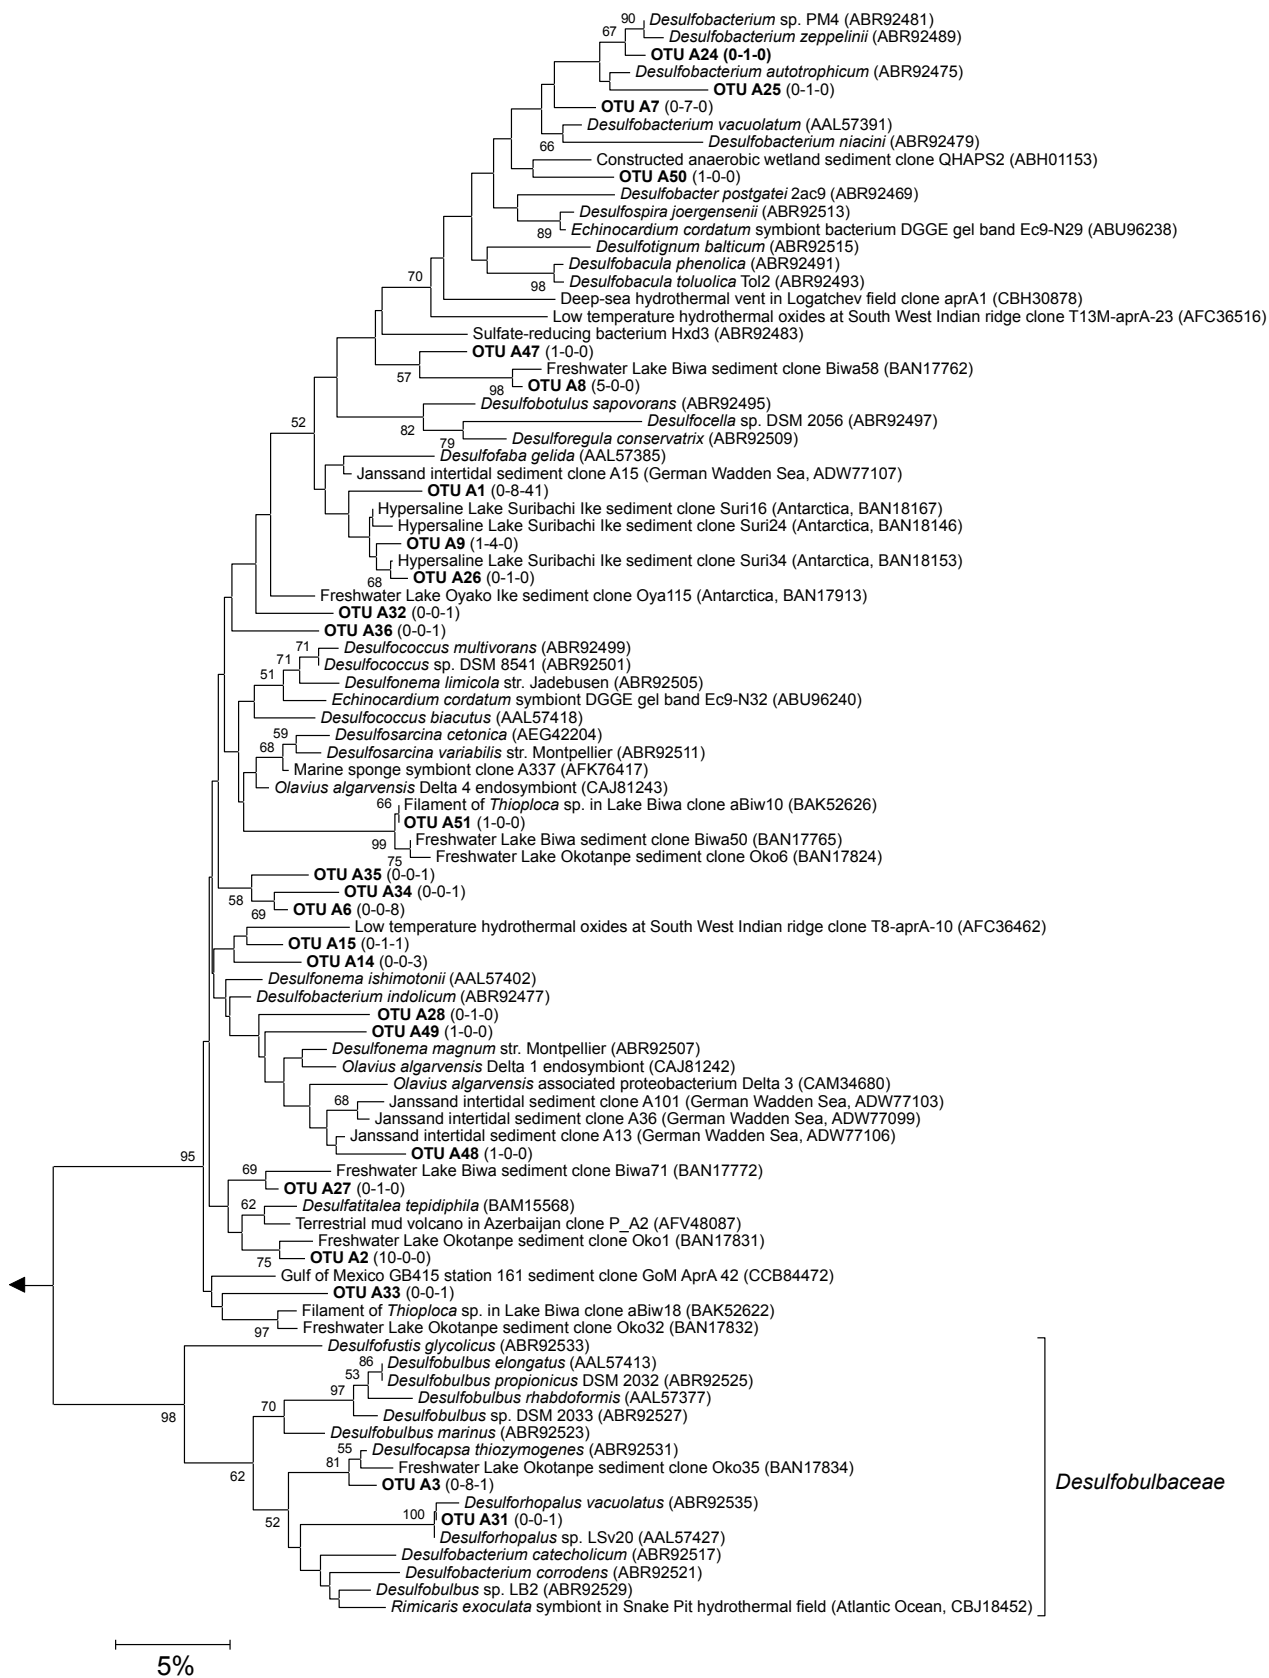 90 Desulfobacterium sp. PM4 (ABR92481)
67 Desulfobacterium zeppelinii (ABR92489)
OTU A24 (0-1-0)
Desulfobacterium autotrophicum (ABR92475)
OTU A25 (0-1-0)
OTU A7 (0-7-0)
Desulfobacterium vacuolatum (AAL57391)
66 Desulfobacterium niacini (ABR92479)
Constructed anaerobic wetland sediment clone QHAPS2 (ABH01153)
OTU A50 (1-0-0)
Desulfobacter postgatei 2ac9 (ABR92469)
Desulfospira joergensenii (ABR92513)
89 Echinocardium cordatum symbiont bacterium DGGE gel band Ec9-N29 (ABU96238)
Desulfotignum balticum (ABR92515)
Desulfobacula phenolica (ABR92491)
70 98 Desulfobacula toluolica Tol2 (ABR92493)
Deep-sea hydrothermal vent in Logatchev field clone aprA1 (CBH30878)
Low temperature hydrothermal oxides at South West Indian ridge clone T13M-aprA-23 (AFC36516)
Sulfate-reducing bacterium Hxd3 (ABR92483)
OTU A47 (1-0-0)
57 Freshwater Lake Biwa sediment clone Biwa58 (BAN17762)
98 OTU A8 (5-0-0)
Desulfobotulus sapovorans (ABR92495)
52 82 Desulfocella sp. DSM 2056 (ABR92497)
79 Desulforegula conservatrix (ABR92509)
Desulfofaba gelida (AAL57385)
Janssand intertidal sediment clone A15 (German Wadden Sea, ADW77107)
OTU A1 (0-8-41)
Hypersaline Lake Suribachi Ike sediment clone Suri16 (Antarctica, BAN18167)
Hypersaline Lake Suribachi Ike sediment clone Suri24 (Antarctica, BAN18146)
OTU A9 (1-4-0)
Hypersaline Lake Suribachi Ike sediment clone Suri34 (Antarctica, BAN18153)
68 OTU A26 (0-1-0)
Freshwater Lake Oyako Ike sediment clone Oya115 (Antarctica, BAN17913)
OTU A32 (0-0-1)
OTU A36 (0-0-1)
71 Desulfococcus multivorans (ABR92499)
71 Desulfococcus sp. DSM 8541 (ABR92501)
51 Desulfonema limicola str. Jadebusen (ABR92505)
Echinocardium cordatum symbiont DGGE gel band Ec9-N32 (ABU96240)
Desulfococcus biacutus (AAL57418)
59 Desulfosarcina cetonica (AEG42204)
68 Desulfosarcina variabilis str. Montpellier (ABR92511)
Marine sponge symbiont clone A337 (AFK76417)
Olavius algarvensis Delta 4 endosymbiont (CAJ81243)
66 Filament of Thioploca sp. in Lake Biwa clone aBiw10 (BAK52626)
OTU A51 (1-0-0)
99 Freshwater Lake Biwa sediment clone Biwa50 (BAN17765)
75 Freshwater Lake Okotanpe sediment clone Oko6 (BAN17824)
OTU A35 (0-0-1)
58 OTU A34 (0-0-1)
69 OTU A6 (0-0-8)
Low temperature hydrothermal oxides at South West Indian ridge clone T8-aprA-10 (AFC36462)
OTU A15 (0-1-1)
OTU A14 (0-0-3)
Desulfonema ishimotonii (AAL57402)
Desulfobacterium indolicum (ABR92477)
OTU A28 (0-1-0)
OTU A49 (1-0-0)
Desulfonema magnum str. Montpellier (ABR92507)
Olavius algarvensis Delta 1 endosymbiont (CAJ81242)
Olavius algarvensis associated proteobacterium Delta 3 (CAM34680)
68 Janssand intertidal sediment clone A101 (German Wadden Sea, ADW77103)
Janssand intertidal sediment clone A36 (German Wadden Sea, ADW77099)
Janssand intertidal sediment clone A13 (German Wadden Sea, ADW77106)
95 OTU A48 (1-0-0)
69 Freshwater Lake Biwa sediment clone Biwa71 (BAN17772)
OTU A27 (0-1-0)
62 Desulfatitalea tepidiphila (BAM15568)
Terrestrial mud volcano in Azerbaijan clone P_A2 (AFV48087)
Freshwater Lake Okotanpe sediment clone Oko1 (BAN17831)
75 OTU A2 (10-0-0)
Gulf of Mexico GB415 station 161 sediment clone GoM AprA 42 (CCB84472)
OTU A33 (0-0-1)
Filament of Thioploca sp. in Lake Biwa clone aBiw18 (BAK52622)
97 Freshwater Lake Okotanpe sediment clone Oko32 (BAN17832)
Desulfofustis glycolicus (ABR92533)
86 Desulfobulbus elongatus (AAL57413)
53 Desulfobulbus propionicus DSM 2032 (ABR92525)
97 Desulfobulbus rhabdoformis (AAL57377)
98 70 Desulfobulbus sp. DSM 2033 (ABR92527)
Desulfobulbus marinus (ABR92523)
55 Desulfocapsa thiozymogenes (ABR92531)
62 81 Freshwater Lake Okotanpe sediment clone Oko35 (BAN17834)
OTU A3 (0-8-1)
Desulfobulbaceae
Desulforhopalus vacuolatus (ABR92535)
52 100 OTU A31 (0-0-1)
Desulforhopalus sp. LSv20 (AAL57427)
Desulfobacterium catecholicum (ABR92517)
Desulfobacterium corrodens (ABR92521)
Desulfobulbus sp. LB2 (ABR92529)
Rimicaris exoculata symbiont in Snake Pit hydrothermal field (Atlantic Ocean, CBJ18452)
5%